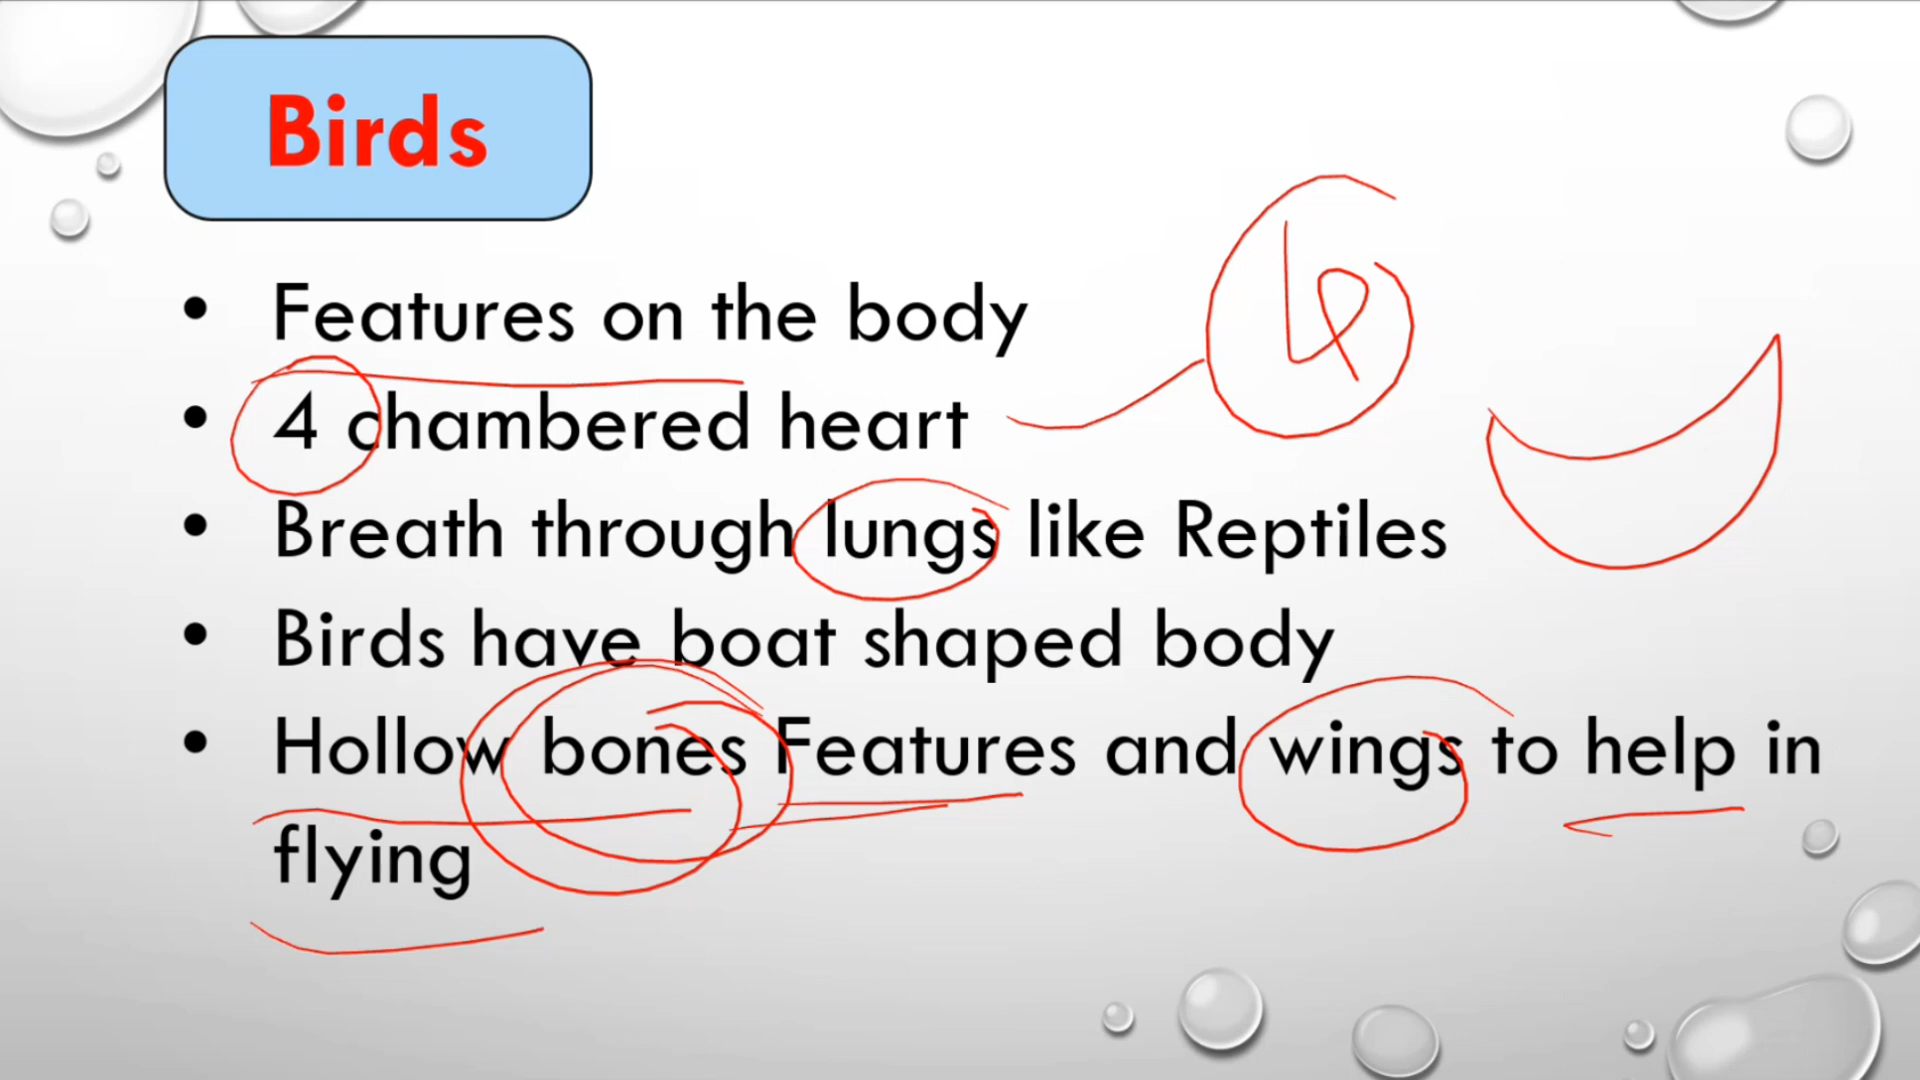 Birds
• Features on the body
• 4 chambered heart
4
• Breath through lungs like Reptiles
• Birds have boat shaped body
• Hollow bones Features and wings to help in
flying